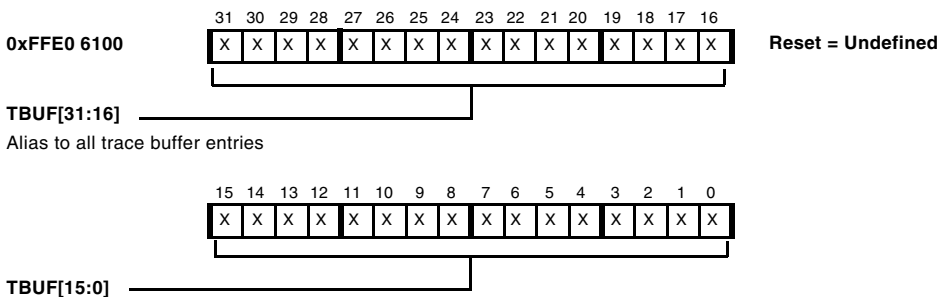 31 30 29 28 27 26 25 24 23 22 21 20 19 18 17 16
0xFFE0 6100 X X X X X X X X X X X X X X X X Reset = Undefined
TBUF[31:16]
Alias to all trace buffer entries
15 14 13 12 11 10 9 8 7 6 5 4 3 2 1 0
X X X X X X X X X X X X X X X X
TBUF[15:0]